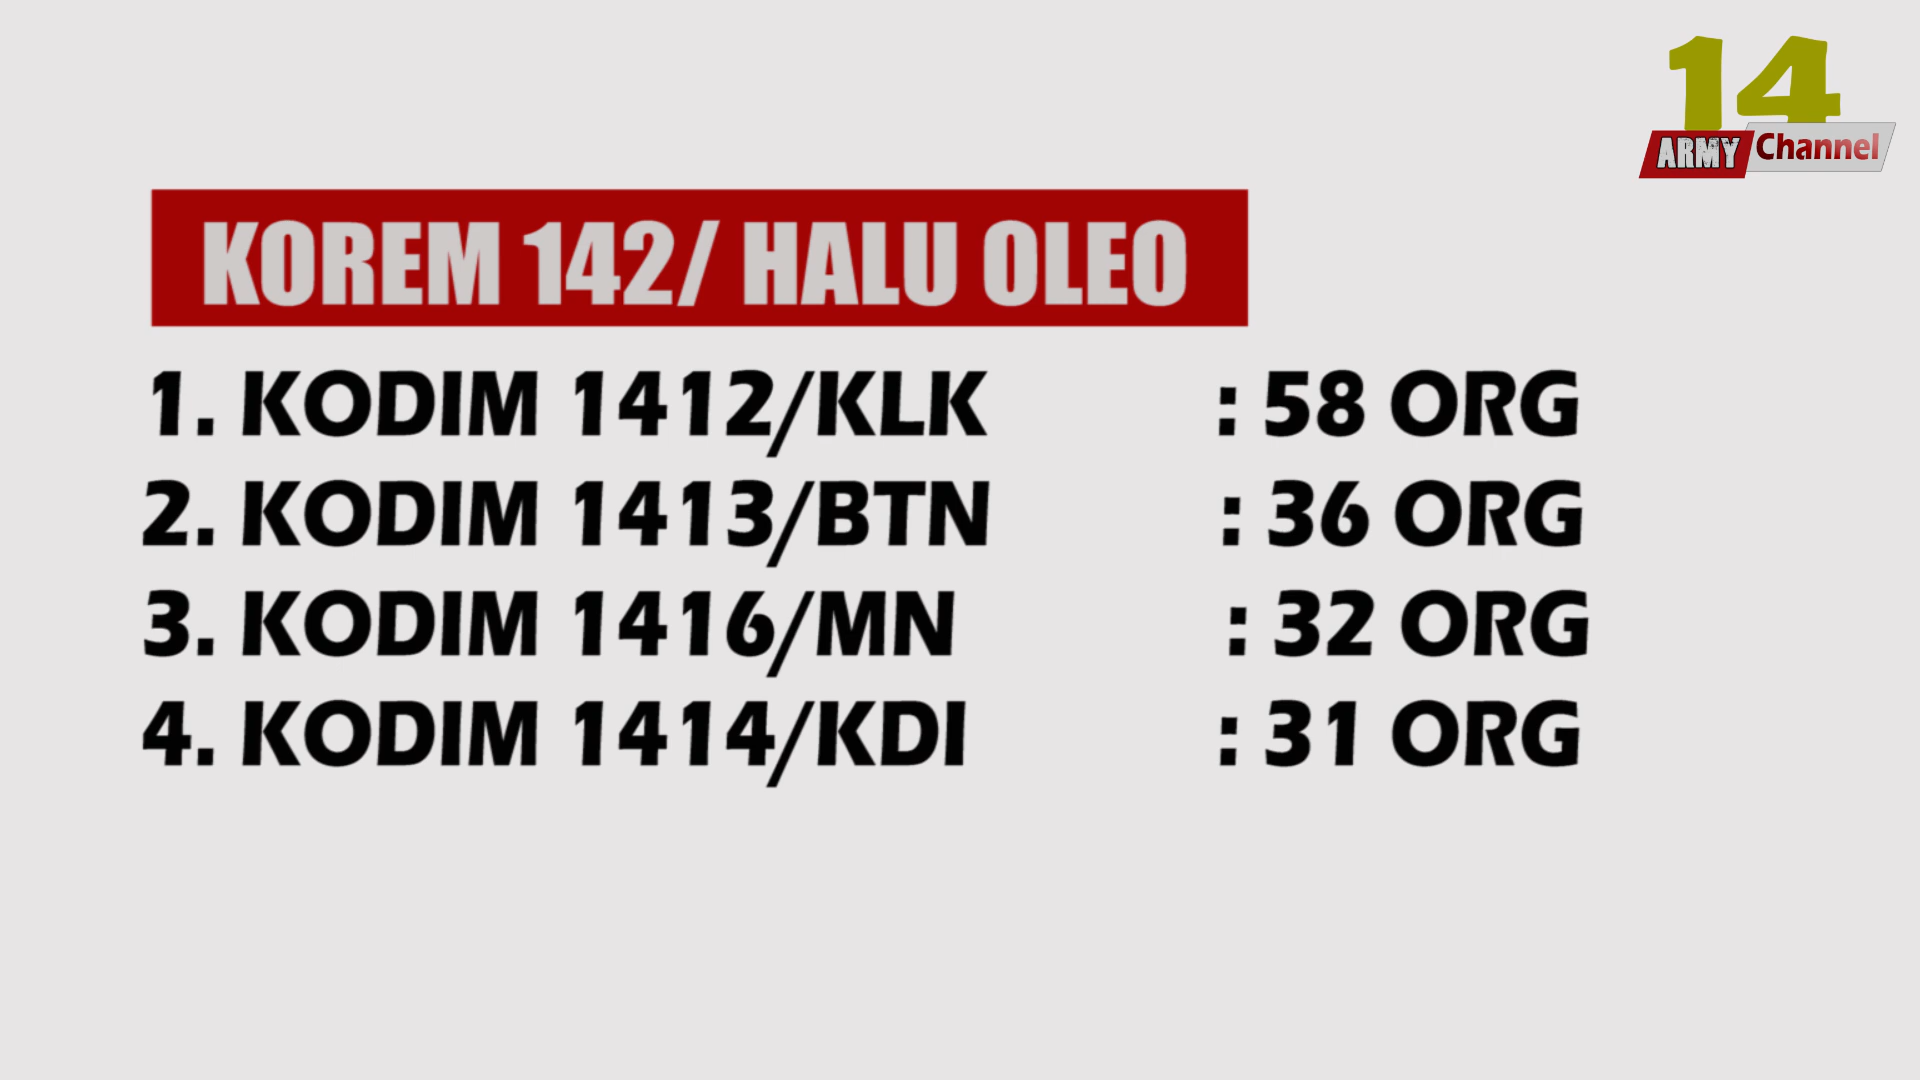 14
ARMY Channel
KOREM 142/ HALU OLEO
1. KODIM 1412/KLK : 58 ORG
2. KODIM 1413/BTN : 36 ORG
3. KODIM 1416/MN : 32 ORG
4. KODIM 1414/KDI : 31 ORG